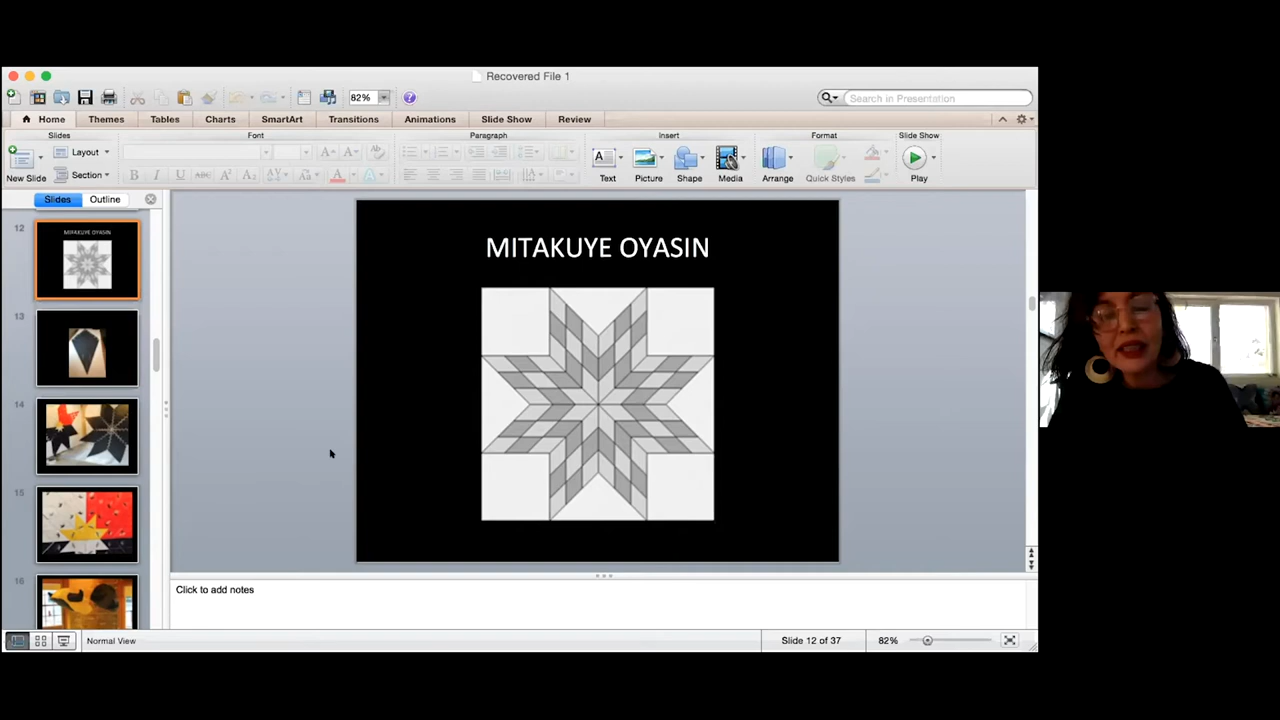 Recovered File 1
82%
Search in Presentation
Home Themes Tables Charts SmartArt Transitions Animations Slide Show Review
Slides Font Paragraph Insert Format Slide Show
New Slide Layout Section Text Picture Shape Media Arrange Quick Styles Play
Slides Outline
12
MITAKUYE OYASIN
13
14
15
16
MITAKUYE OYASIN
Click to add notes
Normal View Slide 12 of 37 82%